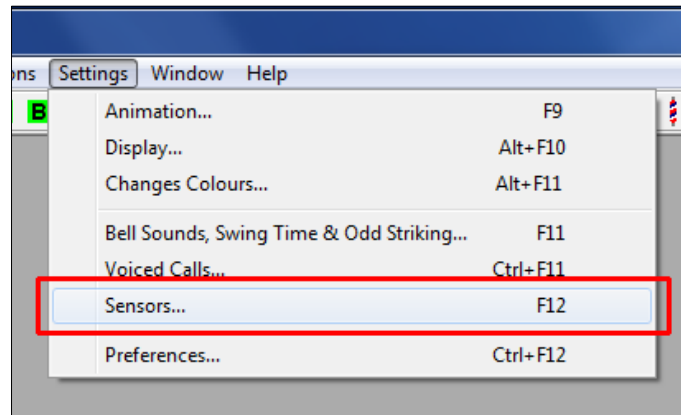 ons Settings Window Help
B
Animation... F9
Display... Alt+F10
Changes Colours... Alt+F11
Bell Sounds, Swing Time & Odd Striking... F11
Voiced Calls... Ctrl+F11
Sensors... F12
Preferences... Ctrl+F12